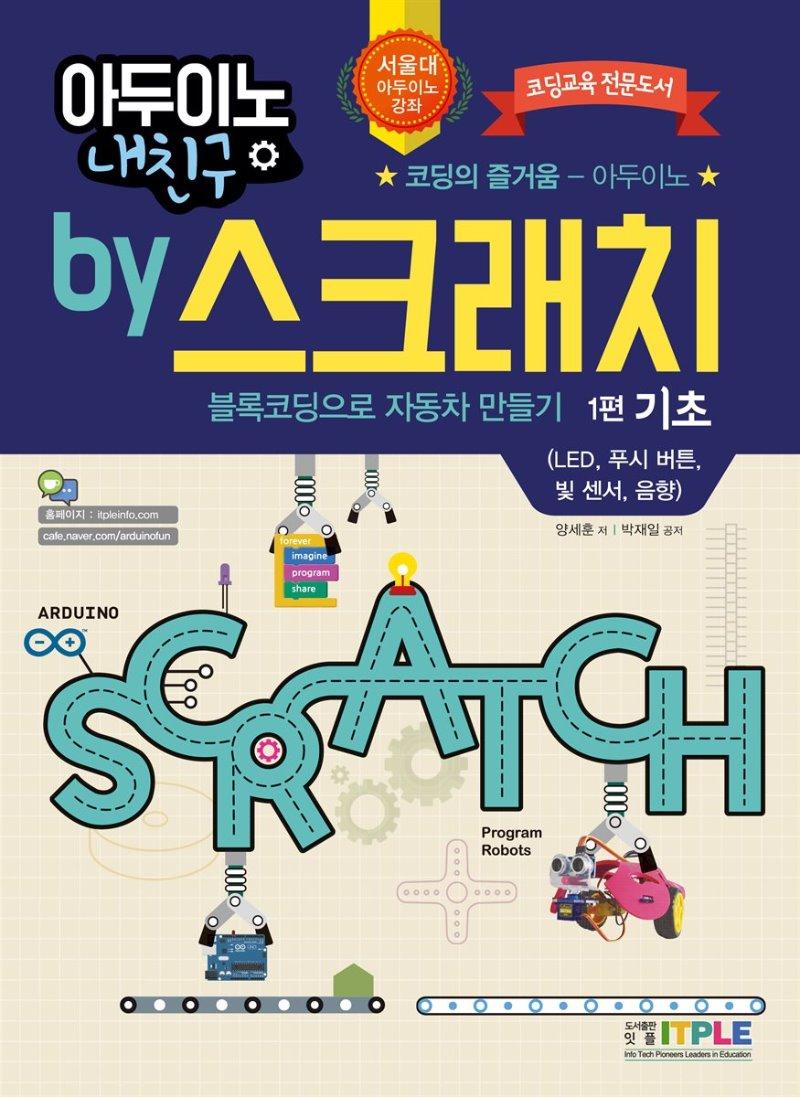 아두이노
내친구
서울대
아두이노
강좌
코딩교육 전문도서
코딩의 즐거움 – 아두이노
by 스크래치
블록코딩으로 자동차 만들기 1편 기초
(LED, 푸시 버튼,
빛 센서, 음향)
양세훈 저 | 박재일 공저
홈페이지 : itpleinfo.com
cafe.naver.com/arduinofun
forever
imagine
program
share
ARDUINO
SCRATCH
Program
Robots
도서출판
잇플 ITPLE
Info Tech Pioneers Leaders in Education